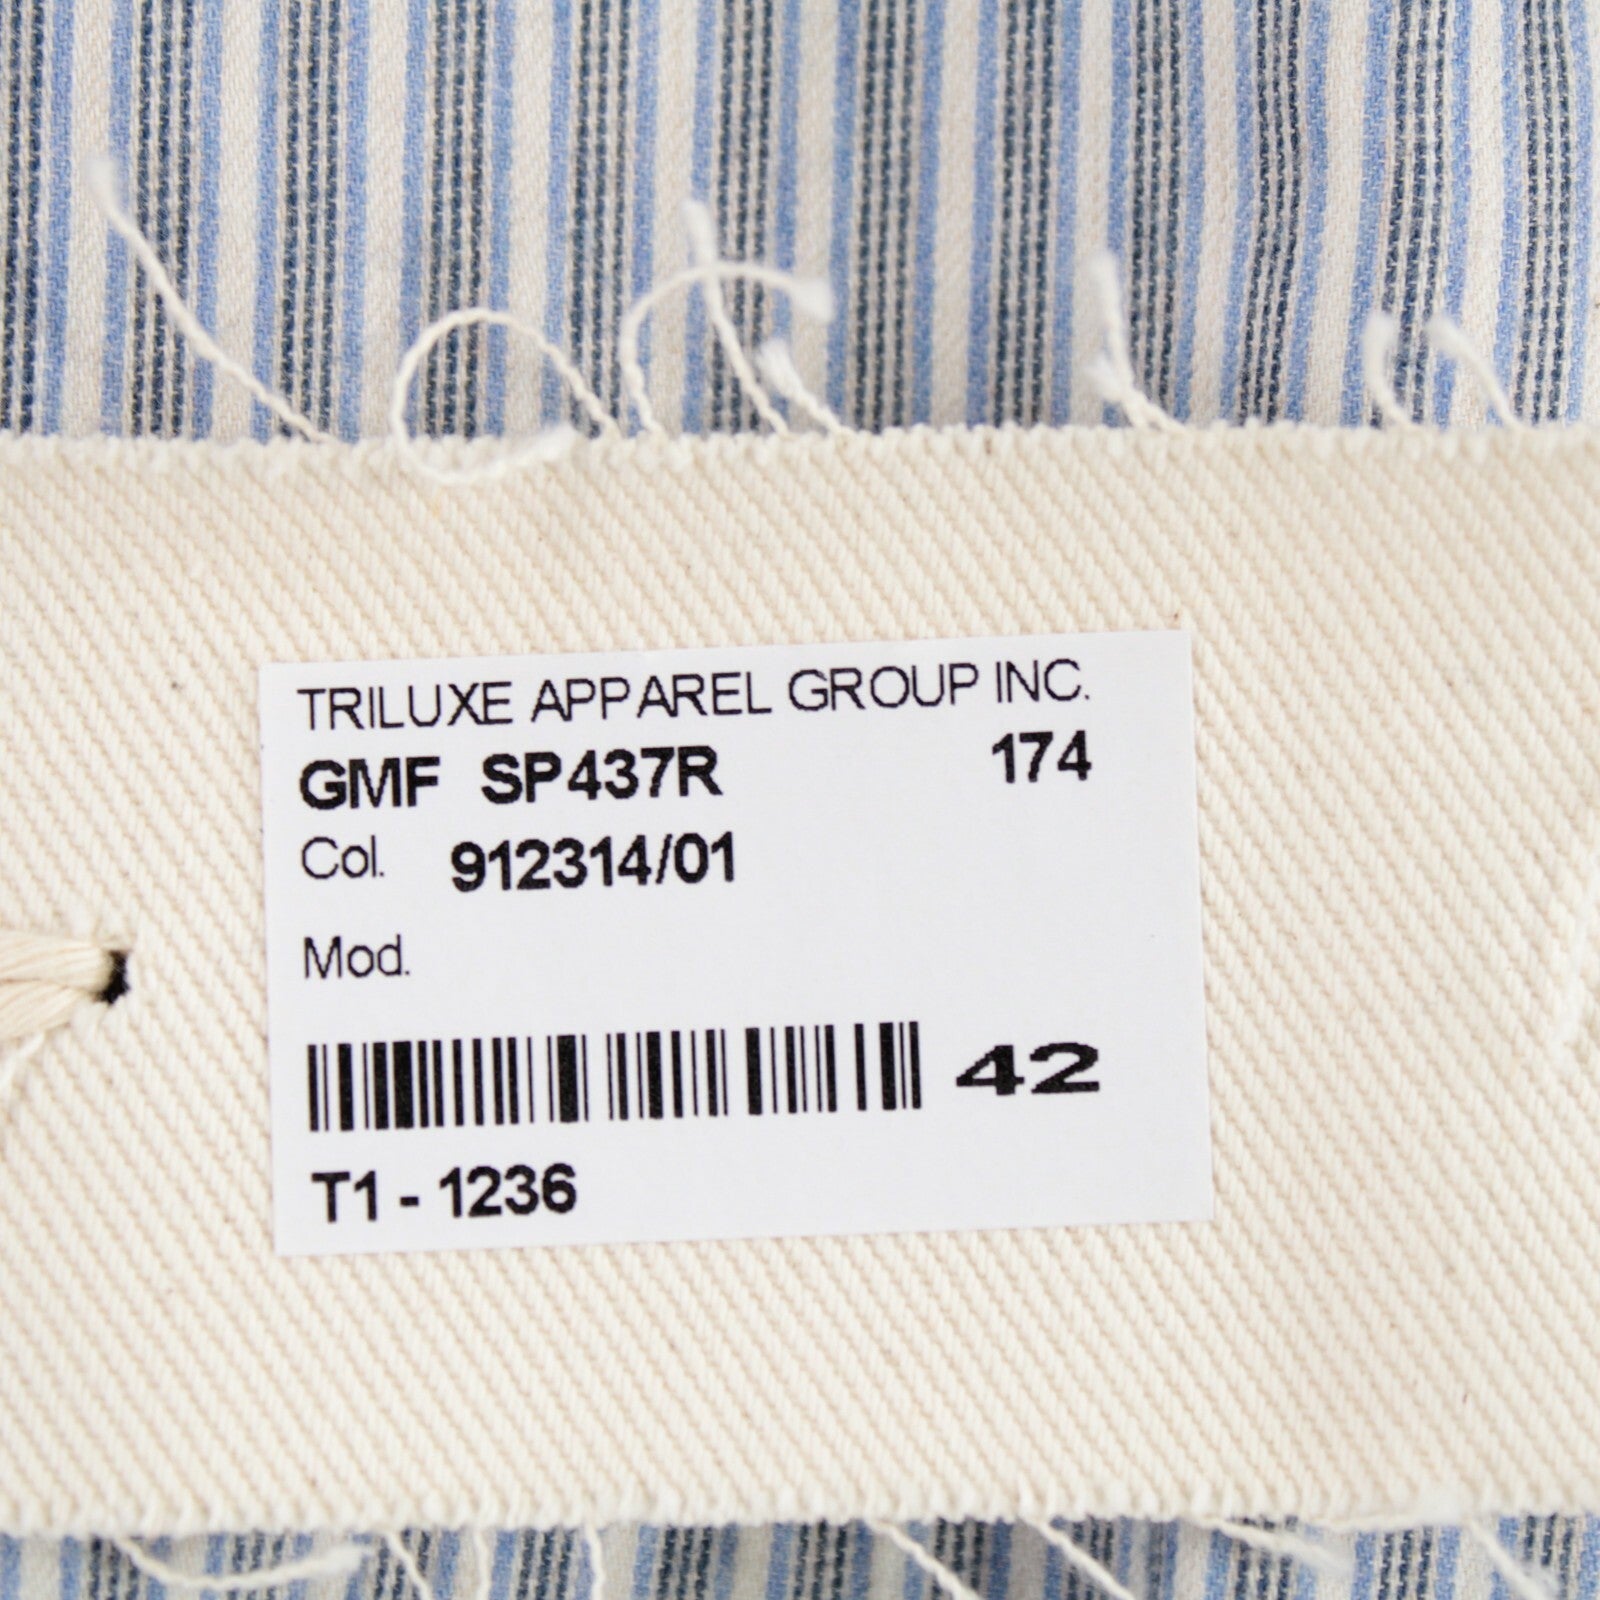 TRILUXE APPAREL GROUP INC.
GMF SP437R 174
Col. 912314/01
Mod.
42
T1 - 1236